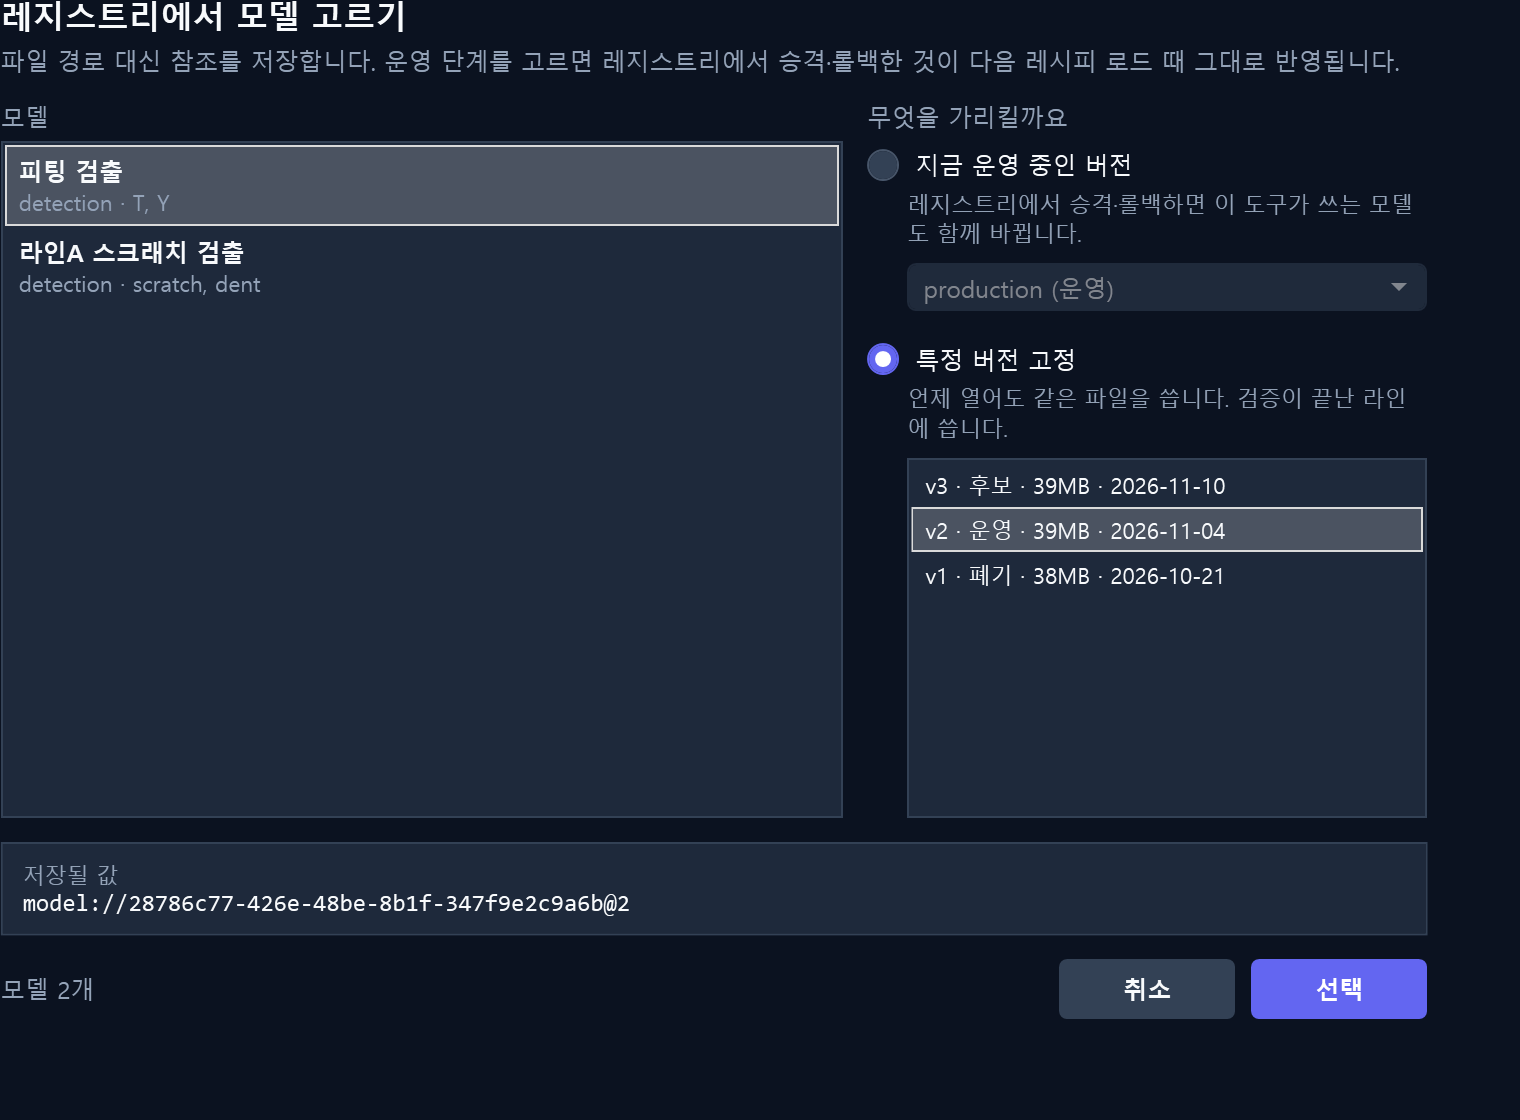 레지스트리에서 모델 고르기
파일 경로 대신 참조를 저장합니다. 운영 단계를 고르면 레지스트리에서 승격·롤백한 것이 다음 레시피 로드 때 그대로 반영됩니다.
모델
피팅 검출
detection · T, Y
라인A 스크래치 검출
detection · scratch, dent
무엇을 가리킬까요
지금 운영 중인 버전
레지스트리에서 승격·롤백하면 이 도구가 쓰는 모델
도 함께 바뀝니다.
production (운영)
특정 버전 고정
언제 열어도 같은 파일을 씁니다. 검증이 끝난 라인
에 씁니다.
v3 · 후보 · 39MB · 2026-11-10
v2 · 운영 · 39MB · 2026-11-04
v1 · 폐기 · 38MB · 2026-10-21
저장될 값
model://28786c77-426e-48be-8b1f-347f9e2c9a6b@2
모델 2개
취소
선택